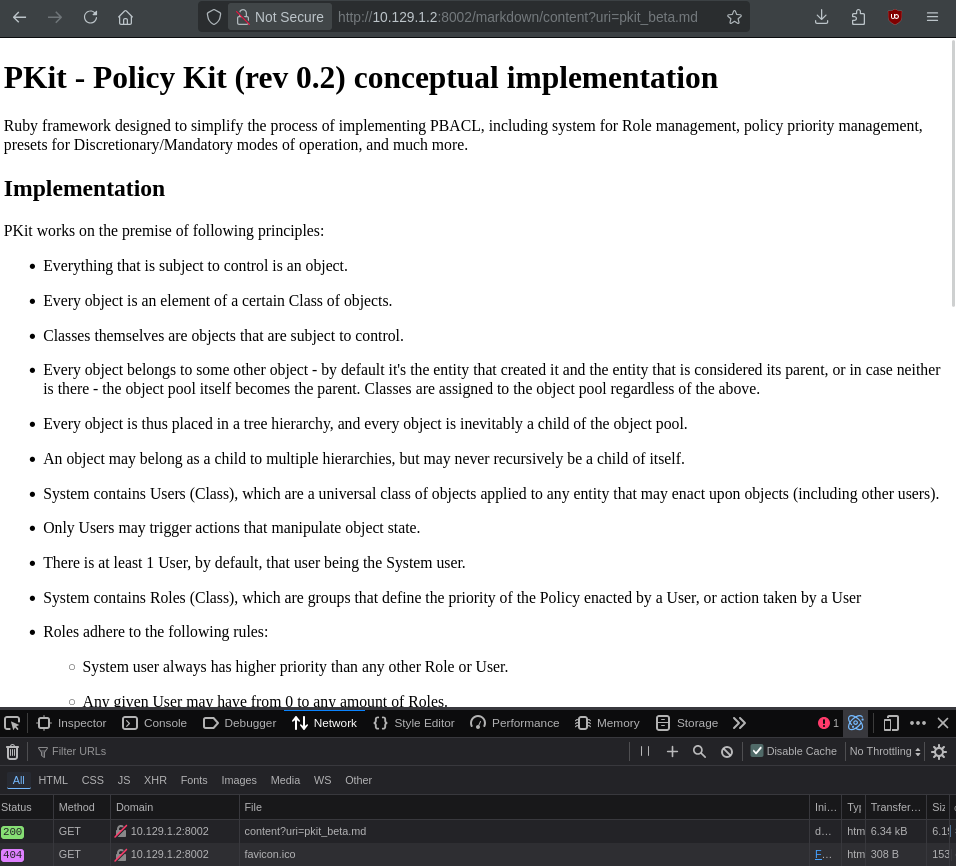 Not Secure http://10.129.1.2:8002/markdown/content?uri=pkit_beta.md
PKit - Policy Kit (rev 0.2) conceptual implementation
Ruby framework designed to simplify the process of implementing PBACL, including system for Role management, policy priority management,
presets for Discretionary/Mandatory modes of operation, and much more.
Implementation
PKit works on the premise of following principles:
• Everything that is subject to control is an object.
• Every object is an element of a certain Class of objects.
• Classes themselves are objects that are subject to control.
• Every object belongs to some other object - by default it's the entity that created it and the entity that is considered its parent, or in case neither
is there - the object pool itself becomes the parent. Classes are assigned to the object pool regardless of the above.
• Every object is thus placed in a tree hierarchy, and every object is inevitably a child of the object pool.
• An object may belong as a child to multiple hierarchies, but may never recursively be a child of itself.
• System contains Users (Class), which are a universal class of objects applied to any entity that may enact upon objects (including other users).
• Only Users may trigger actions that manipulate object state.
• There is at least 1 User, by default, that user being the System user.
• System contains Roles (Class), which are groups that define the priority of the Policy enacted by a User, or action taken by a User
• Roles adhere to the following rules:
○ System user always has higher priority than any other Role or User.
○ Any given User may have from 0 to any amount of Roles.
Inspector Console Debugger Network Style Editor Performance Memory Storage 1
Filter URLs Disable Cache No Throttling
All HTML CSS JS XHR Fonts Images Media WS Other
Status Method Domain File Ini... Ty Transfer... Siz
200 GET 10.129.1.2:8002 content?uri=pkit_beta.md d... htm 6.34 kB 6.1
404 GET 10.129.1.2:8002 favicon.ico F... htm 308 B 153